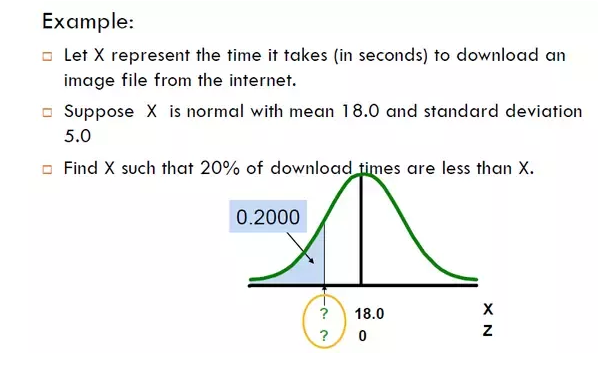 Example:
Let X represent the time it takes (in seconds) to download an
image file from the internet.
Suppose X is normal with mean 18.0 and standard deviation
5.0
Find X such that 20% of download times are less than X.
0.2000
? 18.0 X
? 0 Z